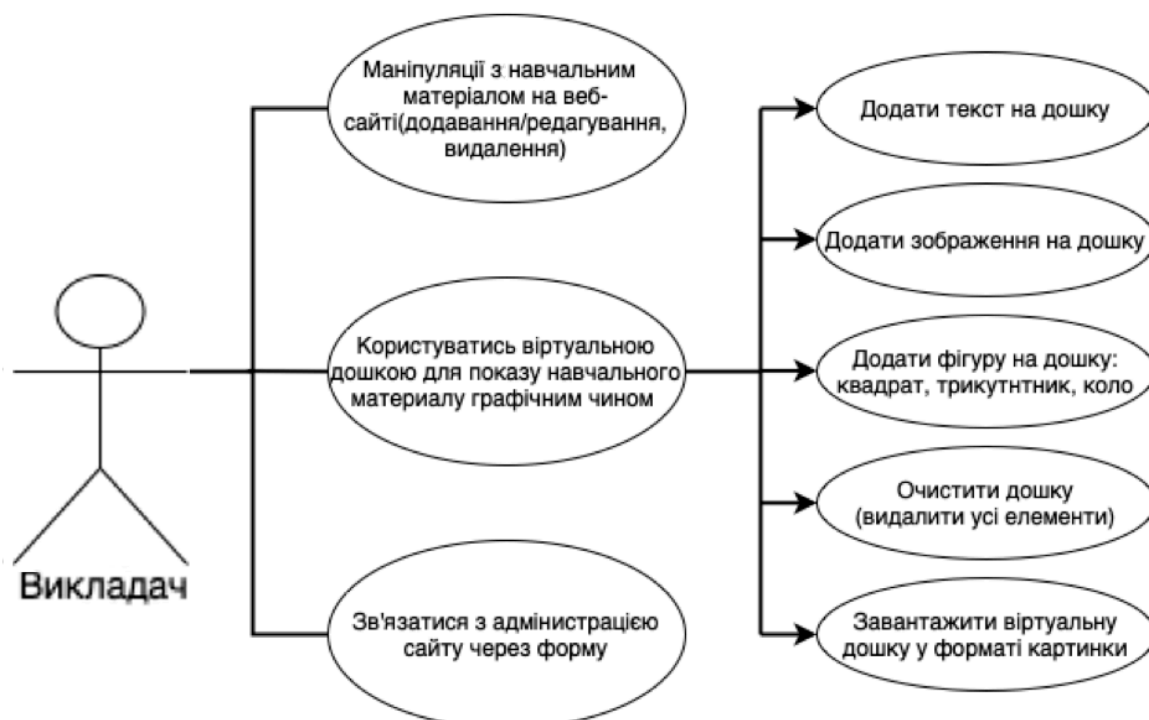 Маніпуляції з навчальним
матеріалом на веб-
сайті(додавання/редагування,
видалення)
Користуватись віртуальною
дошкою для показу навчального
материалу графічним чином
Зв'язатися з адміністрацією
сайту через форму
Викладач
Додати текст на дошку
Додати зображення на дошку
Додати фігуру на дошку:
квадрат, трикутнтник, коло
Очистити дошку
(видалити усі елементи)
Завантажити віртуальну
дошку у форматі картинки